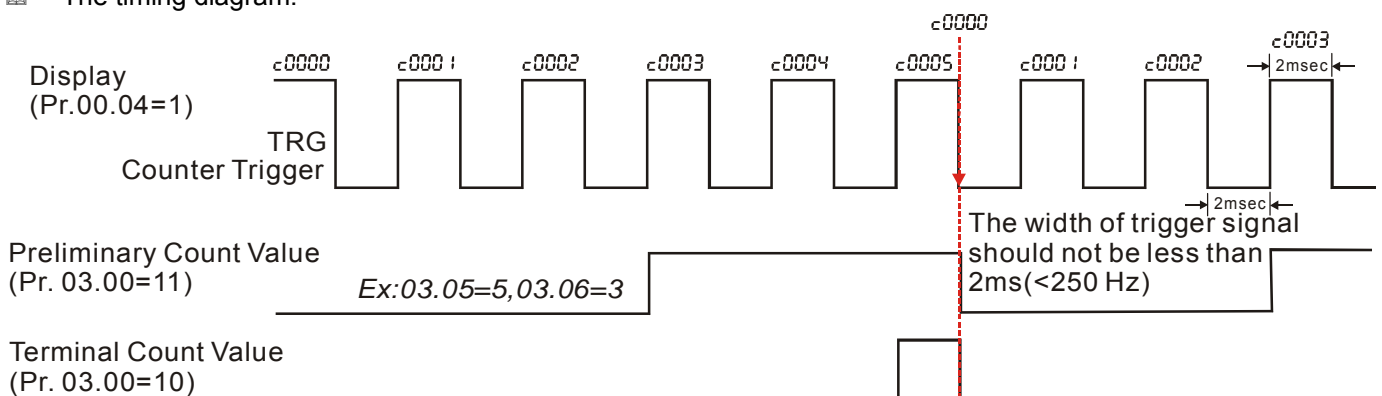 The timing diagram:
c0000
c0000 c0001 c0002 c0003 c0004 c0005 c0001 c0002 c0003
Display
(Pr.00.04=1)
2msec
TRG
Counter Trigger
2msec
The width of trigger signal
should not be less than
2ms(<250 Hz)
Preliminary Count Value
(Pr. 03.00=11)
Ex:03.05=5,03.06=3
Terminal Count Value
(Pr. 03.00=10)